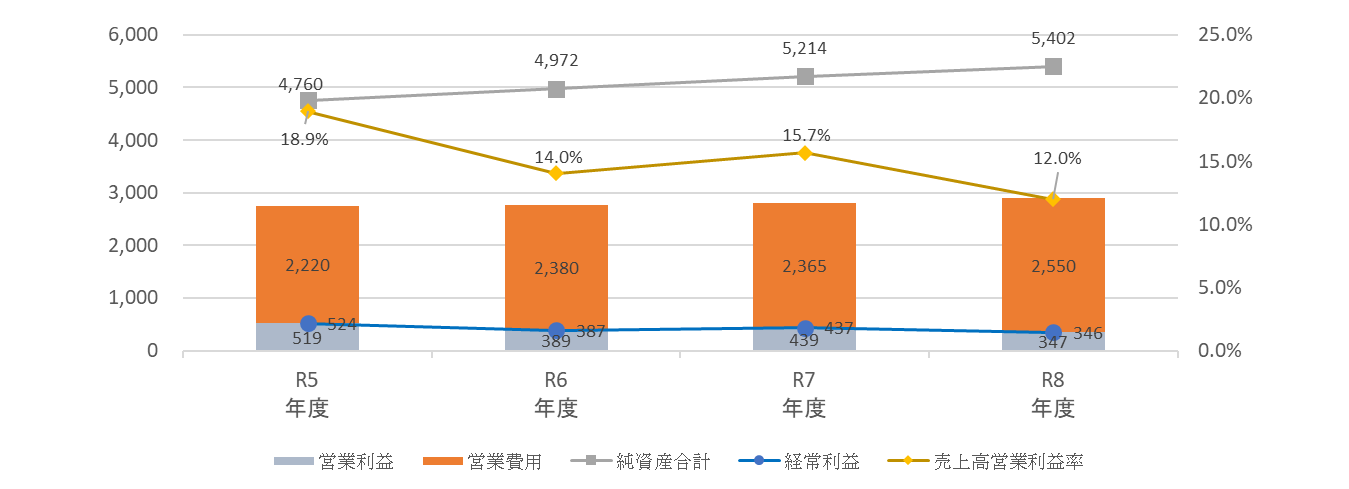 6,000
5,000
4,000
3,000
2,000
1,000
0
25.0%
20.0%
15.0%
10.0%
5.0%
0.0%
4,760
4,972
5,214
5,402
18.9%
14.0%
15.7%
12.0%
2,220
2,380
2,365
2,550
524
387
437
346
519
389
439
347
R5
年度
R6
年度
R7
年度
R8
年度
営業利益
営業費用
純資産合計
経常利益
売上高営業利益率